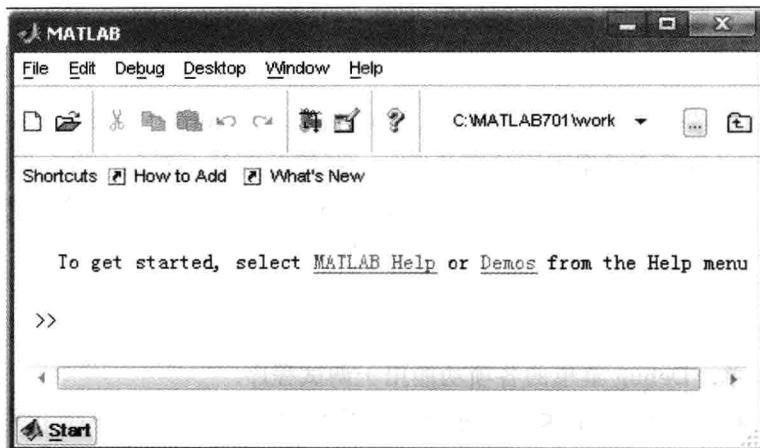 MATLAB
File Edit Debug Desktop Window Help
C:\MATLAB701\work
Shortcuts How to Add What's New
To get started, select MATLAB Help or Demos from the Help menu
>>
Start